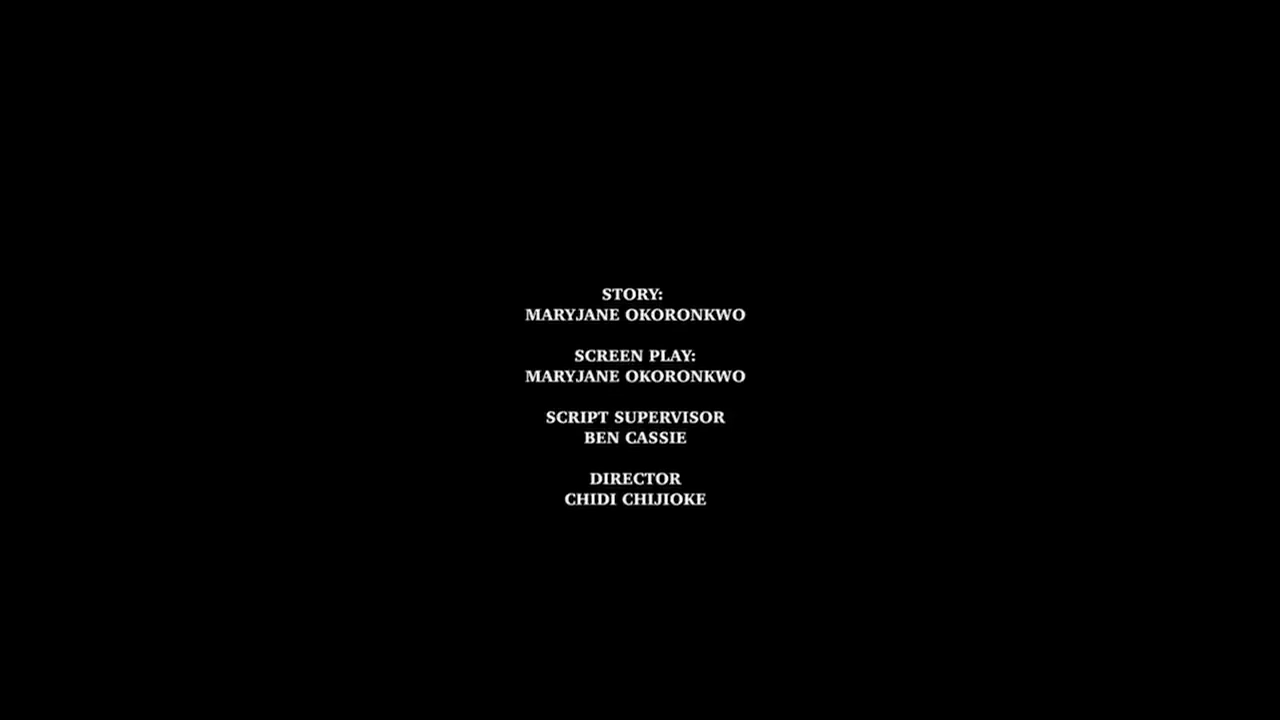 STORY:
MARYJANE OKORONKWO
SCREEN PLAY:
MARYJANE OKORONKWO
SCRIPT SUPERVISOR
BEN CASSIE
DIRECTOR
CHIDI CHIJIOKE